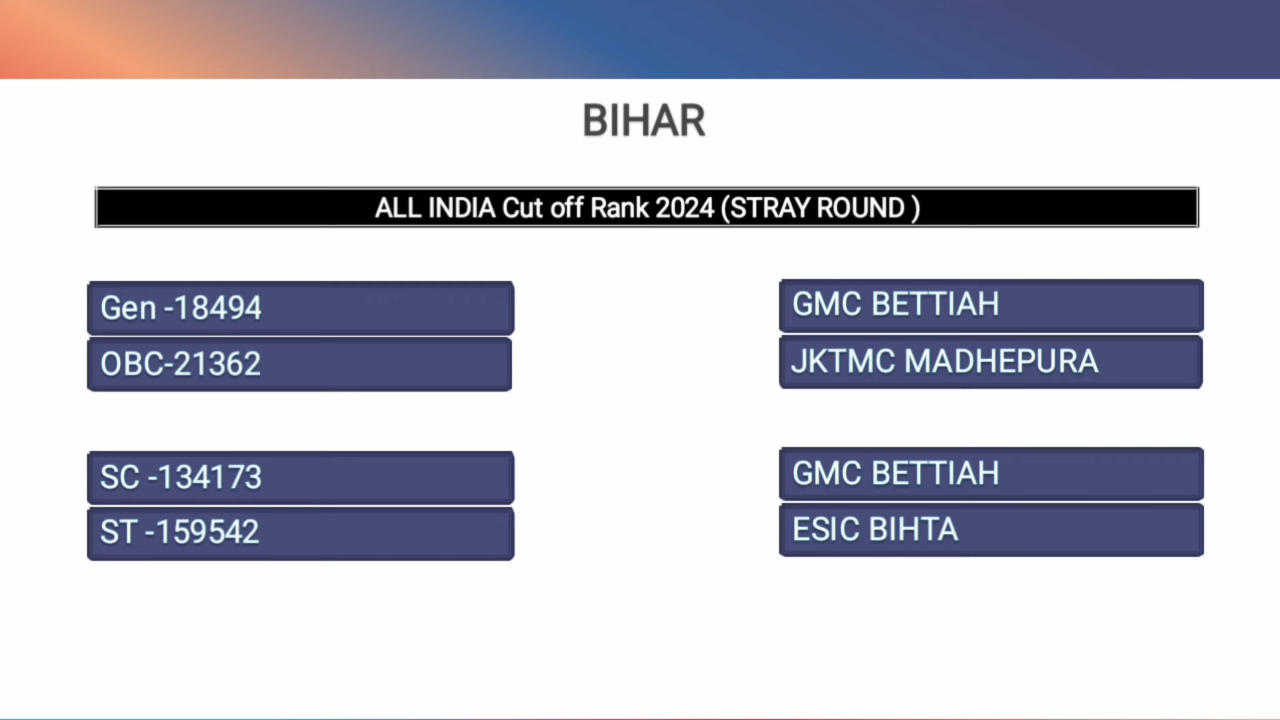 BIHAR
ALL INDIA Cut off Rank 2024 (STRAY ROUND )
Gen -18494
GMC BETTIAH
OBC-21362
JKTMC MADHEPURA
SC -134173
GMC BETTIAH
ST -159542
ESIC BIHTA